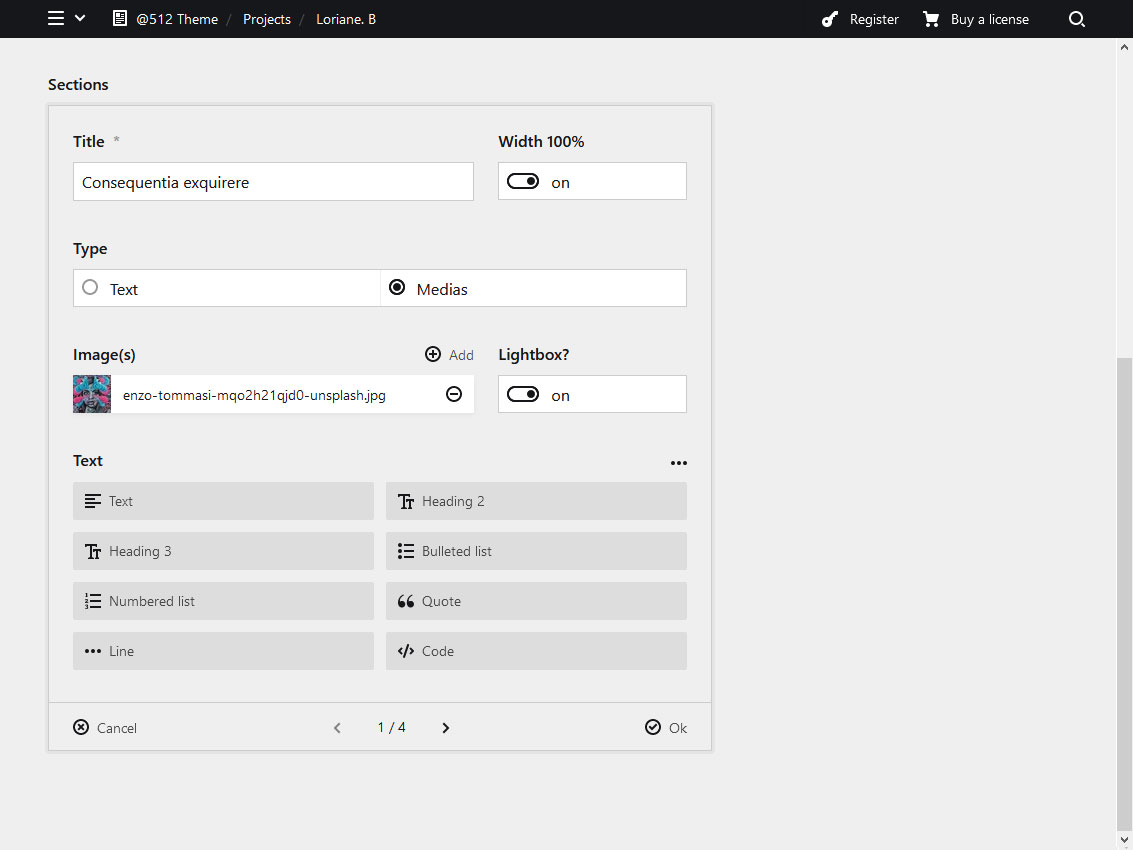 @512 Theme / Projects / Loriane. B Register Buy a license
Sections
Title * Width 100%
Consequentia exquirere on
Type
Text Medias
Image(s) Add Lightbox?
enzo-tommasi-mqo2h21qjd0-unsplash.jpg on
Text
Text Heading 2
Heading 3 Bulleted list
Numbered list Quote
Line Code
Cancel 1 / 4 Ok